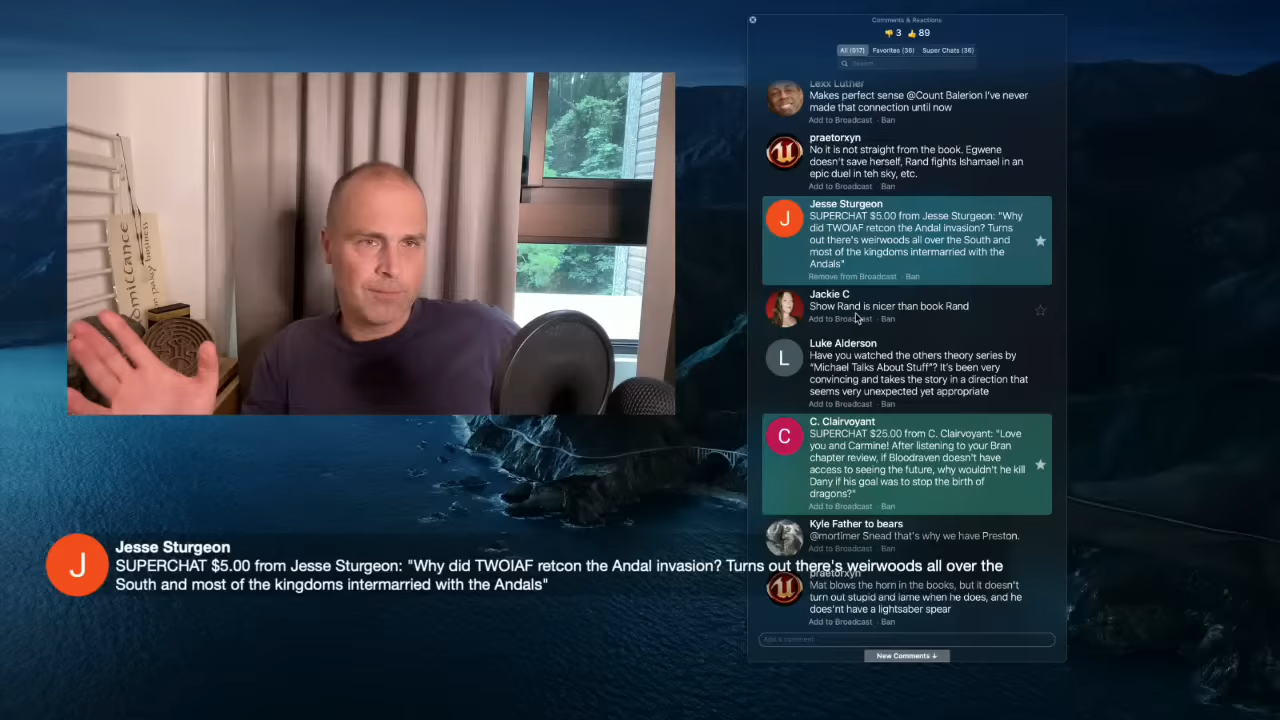 Comments & Reactions
👎 3 👍 89
All (917) Favorites (36) Super Chats (36)
Search
Lexx Luther
Makes perfect sense @Count Balerion I've never
made that connection until now
Add to Broadcast · Ban
praetorxyn
No it is not straight from the book. Egwene
doesn't save herself, Rand fights Ishamael in an
epic duel in teh sky, etc.
Add to Broadcast · Ban
J
Jesse Sturgeon
SUPERCHAT $5.00 from Jesse Sturgeon: "Why
did TWOIAF retcon the Andal invasion? Turns
out there's weirwoods all over the South and
most of the kingdoms intermarried with the
Andals"
Remove from Broadcast · Ban
Jackie C
Show Rand is nicer than book Rand
Add to Broadcast · Ban
L
Luke Alderson
Have you watched the others theory series by
"Michael Talks About Stuff"? It's been very
convincing and takes the story in a direction that
seems very unexpected yet appropriate
Add to Broadcast · Ban
C
C. Clairvoyant
SUPERCHAT $25.00 from C. Clairvoyant: "Love
you and Carmine! After listening to your Bran
chapter review, if Bloodraven doesn't have
access to seeing the future, why wouldn't he kill
Dany if his goal was to stop the birth of
dragons?"
Add to Broadcast · Ban
Kyle Father to bears
@mortimer Snead that's why we have Preston.
Add to Broadcast · Ban
praetorxyn
Mat blows the horn in the books, but it doesn't
turn out stupid and lame when he does, and he
does'nt have a lightsaber spear
Add to Broadcast · Ban
Add a comment
New Comments ↓
J
Jesse Sturgeon
SUPERCHAT $5.00 from Jesse Sturgeon: "Why did TWOIAF retcon the Andal invasion? Turns out there's weirwoods all over the
South and most of the kingdoms intermarried with the Andals"